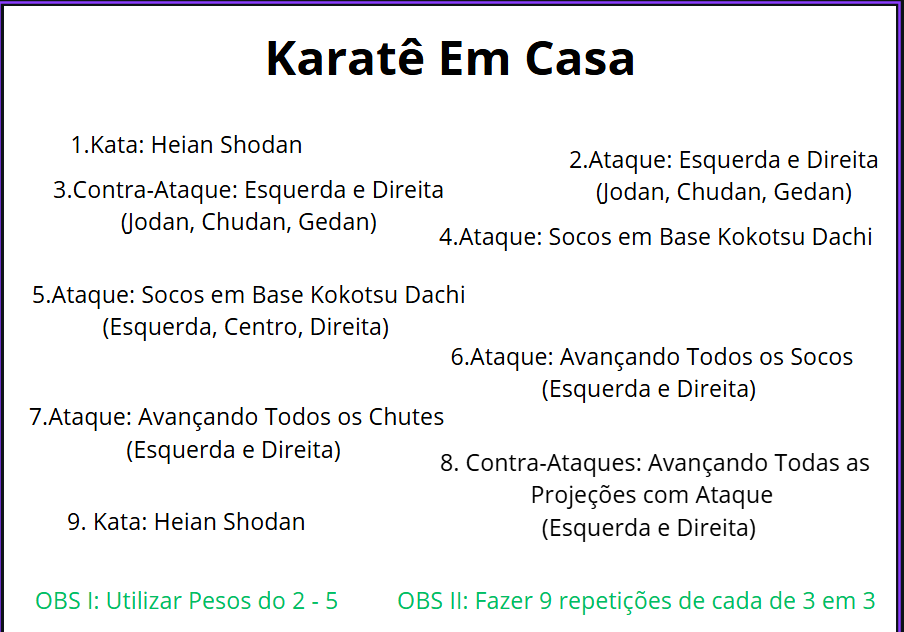 Karatê Em Casa
1.Kata: Heian Shodan
2.Ataque: Esquerda e Direita
(Jodan, Chudan, Gedan)
3.Contra-Ataque: Esquerda e Direita
(Jodan, Chudan, Gedan)
4.Ataque: Socos em Base Kokotsu Dachi
5.Ataque: Socos em Base Kokotsu Dachi
(Esquerda, Centro, Direita)
6.Ataque: Avançando Todos os Socos
(Esquerda e Direita)
7.Ataque: Avançando Todos os Chutes
(Esquerda e Direita)
8. Contra-Ataques: Avançando Todas as
Projeções com Ataque
(Esquerda e Direita)
9. Kata: Heian Shodan
OBS I: Utilizar Pesos do 2 - 5
OBS II: Fazer 9 repetições de cada de 3 em 3